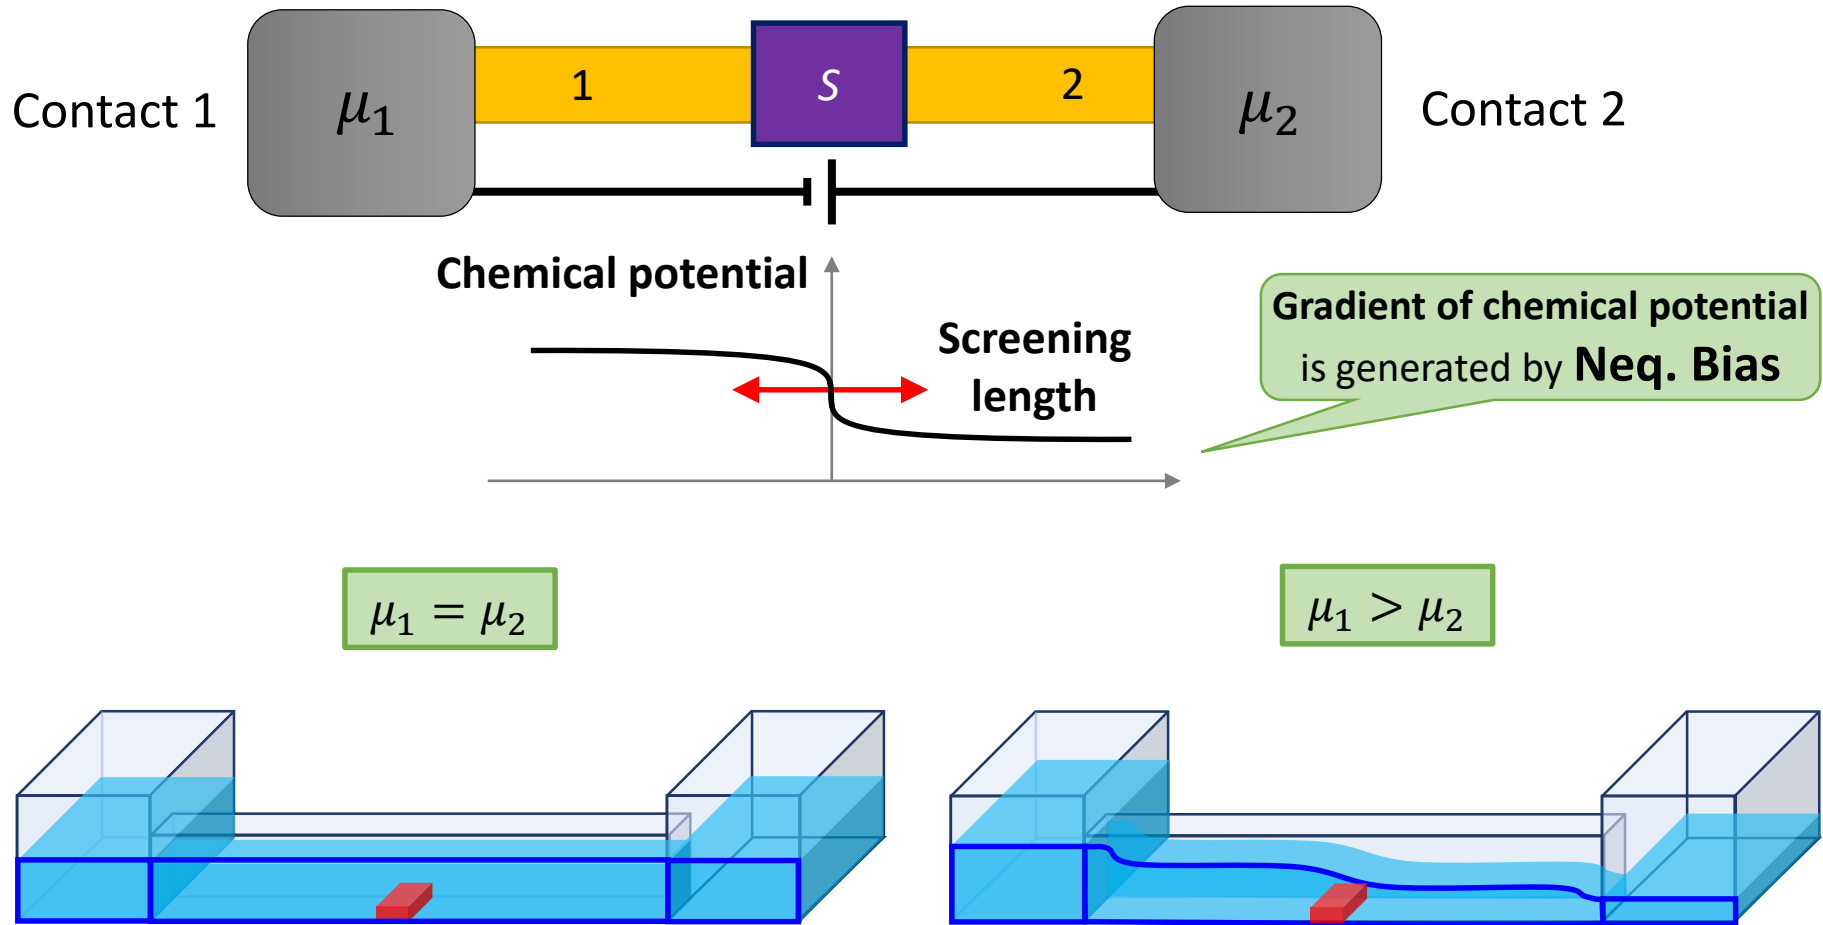 Contact 1
μ₁
1
S
2
μ₂
Contact 2
Chemical potential
Screening
length
Gradient of chemical potential
is generated by Neq. Bias
μ₁ = μ₂
μ₁ > μ₂